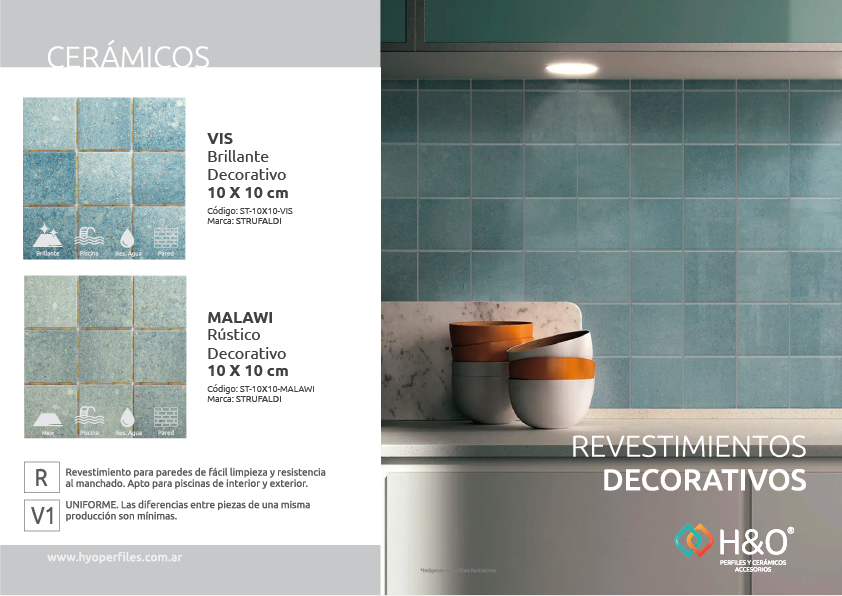 CERÁMICOS
VIS
Brillante
Decorativo
10 X 10 cm
Código: ST-10X10-VIS
Marca: STRUFALDI
Brillante
Piscina
Res. Agua
Pared
MALAWI
Rústico
Decorativo
10 X 10 cm
Código: ST-10X10-MALAWI
Marca: STRUFALDI
Mate
Piscina
Res. Agua
Pared
R
Revestimiento para paredes de fácil limpieza y resistencia
al manchado. Apto para piscinas de interior y exterior.
V1
UNIFORME. Las diferencias entre piezas de una misma
producción son mínimas.
www.hyoperfiles.com.ar
REVESTIMIENTOS
DECORATIVOS
H&O®
PERFILES Y CERÁMICOS
ACCESORIOS